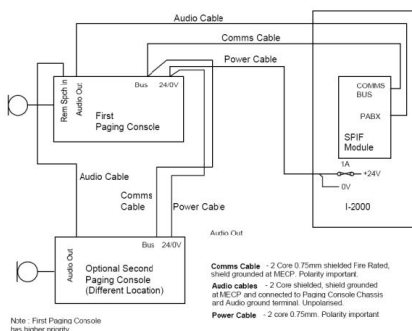 Audio Cable
Comms Cable
Power Cable
Rem Spch In
Audio Out
Bus
24/0V
First
Paging Console
COMMS
BUS
PABX
SPIF
Module
1A
+24V
0V
I-2000
Audio Cable
Comms
Cable
Power Cable
Audio Out
Bus
24/0V
Audio Out
Optional Second
Paging Console
(Different Location)
Comms Cable - 2 Core 0.75mm shielded Fire Rated,
shield grounded at MECP. Polarity important.
Audio cables - 2 Core shielded, shield grounded
at MECP and connected to Paging Console Chassis
and Audio ground terminal. Unpolarised.
Power Cable - 2 core 0.75mm. Polarity important
Note : First Paging Console
has higher priority